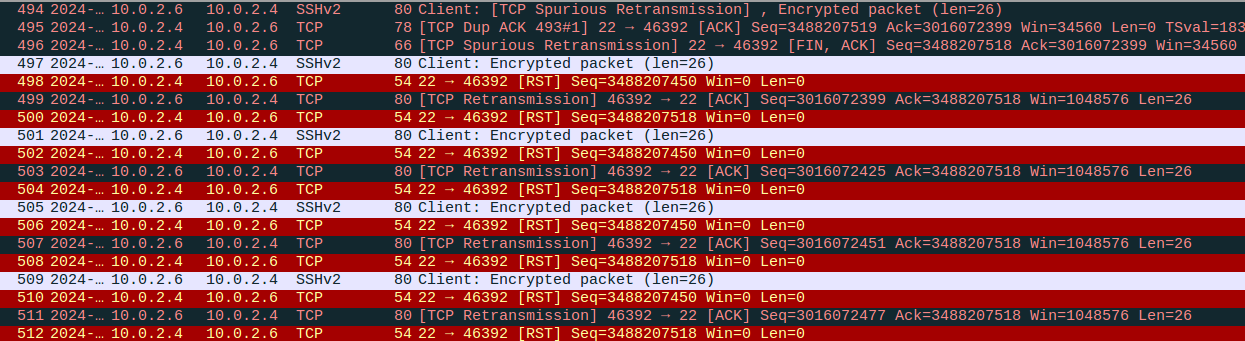 494 2024-… 10.0.2.6 10.0.2.4 SSHv2 80 Client: [TCP Spurious Retransmission] , Encrypted packet (len=26)
495 2024-… 10.0.2.4 10.0.2.6 TCP 78 [TCP Dup ACK 493#1] 22 → 46392 [ACK] Seq=3488207519 Ack=3016072399 Win=34560 Len=0 TSval=183
496 2024-… 10.0.2.4 10.0.2.6 TCP 66 [TCP Spurious Retransmission] 22 → 46392 [FIN, ACK] Seq=3488207518 Ack=3016072399 Win=34560
497 2024-… 10.0.2.6 10.0.2.4 SSHv2 80 Client: Encrypted packet (len=26)
498 2024-… 10.0.2.4 10.0.2.6 TCP 54 22 → 46392 [RST] Seq=3488207450 Win=0 Len=0
499 2024-… 10.0.2.6 10.0.2.4 TCP 80 [TCP Retransmission] 46392 → 22 [ACK] Seq=3016072399 Ack=3488207518 Win=1048576 Len=26
500 2024-… 10.0.2.4 10.0.2.6 TCP 54 22 → 46392 [RST] Seq=3488207518 Win=0 Len=0
501 2024-… 10.0.2.6 10.0.2.4 SSHv2 80 Client: Encrypted packet (len=26)
502 2024-… 10.0.2.4 10.0.2.6 TCP 54 22 → 46392 [RST] Seq=3488207450 Win=0 Len=0
503 2024-… 10.0.2.6 10.0.2.4 TCP 80 [TCP Retransmission] 46392 → 22 [ACK] Seq=3016072425 Ack=3488207518 Win=1048576 Len=26
504 2024-… 10.0.2.4 10.0.2.6 TCP 54 22 → 46392 [RST] Seq=3488207518 Win=0 Len=0
505 2024-… 10.0.2.6 10.0.2.4 SSHv2 80 Client: Encrypted packet (len=26)
506 2024-… 10.0.2.4 10.0.2.6 TCP 54 22 → 46392 [RST] Seq=3488207450 Win=0 Len=0
507 2024-… 10.0.2.6 10.0.2.4 TCP 80 [TCP Retransmission] 46392 → 22 [ACK] Seq=3016072451 Ack=3488207518 Win=1048576 Len=26
508 2024-… 10.0.2.4 10.0.2.6 TCP 54 22 → 46392 [RST] Seq=3488207518 Win=0 Len=0
509 2024-… 10.0.2.6 10.0.2.4 SSHv2 80 Client: Encrypted packet (len=26)
510 2024-… 10.0.2.4 10.0.2.6 TCP 54 22 → 46392 [RST] Seq=3488207450 Win=0 Len=0
511 2024-… 10.0.2.6 10.0.2.4 TCP 80 [TCP Retransmission] 46392 → 22 [ACK] Seq=3016072477 Ack=3488207518 Win=1048576 Len=26
512 2024-… 10.0.2.4 10.0.2.6 TCP 54 22 → 46392 [RST] Seq=3488207518 Win=0 Len=0